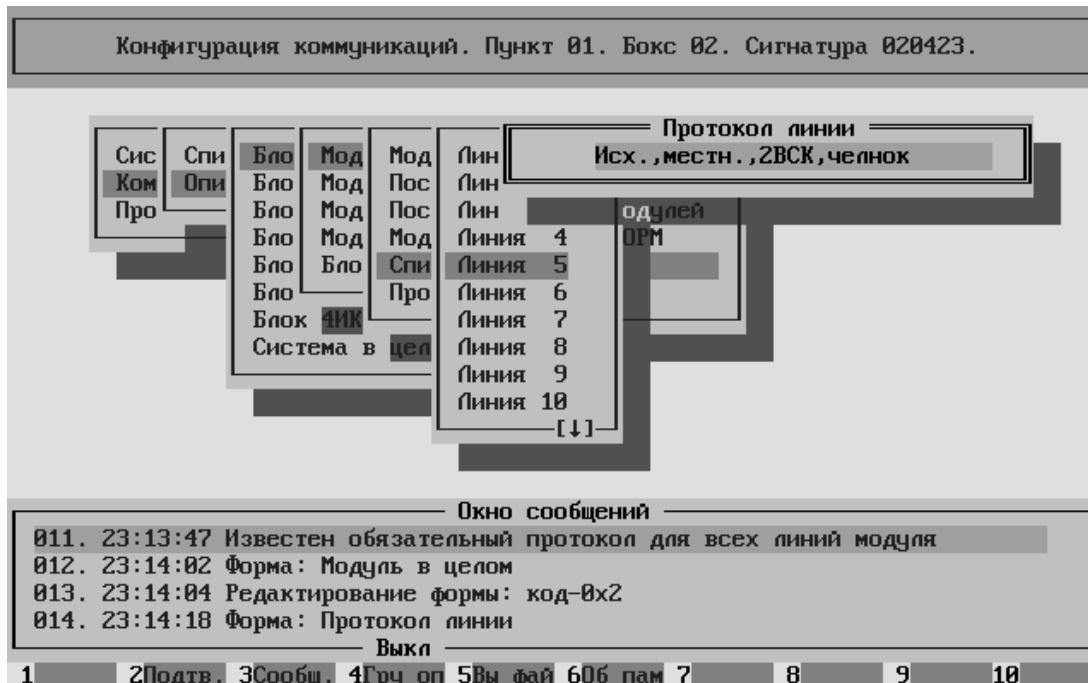 Конфигурация коммуникаций. Пункт 01. Бокс 02. Сигнатура 020423.
Протокол линии
Сис Спи Бло Мод Мод Лин Исх.,местн.,2ВСК,челнок
Ком Опи Бло Мод Пос Лин
Про Бло Мод Пос Лин одулей
Бло Мод Мод Линия 4 ОРМ
Бло Бло Спи Линия 5
Бло Про Линия 6
Блок 4ИК Линия 7
Система в цел Линия 8
Линия 9
Линия 10
[↓]
Окно сообщений
011. 23:13:47 Известен обязательный протокол для всех линий модуля
012. 23:14:02 Форма: Модуль в целом
013. 23:14:04 Редактирование формы: код-0x2
014. 23:14:18 Форма: Протокол линии
Выкл
1 2Подтв. 3Сообщ. 4Гру оп 5Вы фай 6Об пам 7 8 9 10